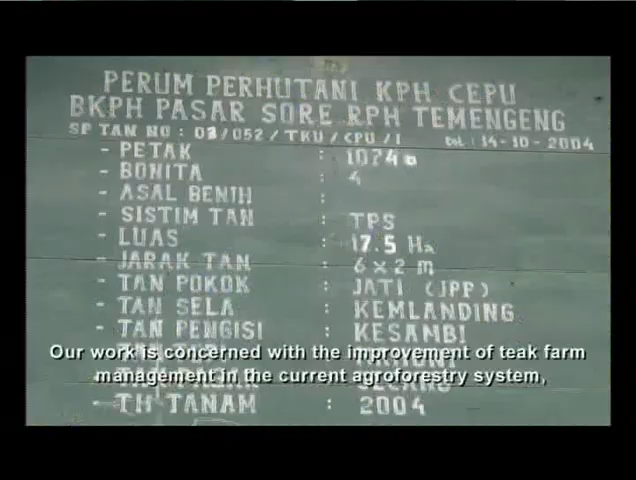 PERUM PERHUTANI KPH CEPU
BKPH PASAR SORE RPH TEMENGENG
SP TAN NO : 03/052/TKU/CPU/I tgl : 14-10-2004
- PETAK : 1074
- BONITA : 4
- ASAL BENIH :
- SISTIM TAN : TPS
- LUAS : 17.5 Ha
- JARAK TAN : 6 x 2 m
- TAN POKOK : JATI (JPP)
- TAN SELA : KEMLANDING
- TAN PENGISI : KESAMBI
Our work is concerned with the improvement of teak farm
management in the current agroforestry system,
- TH TANAM : 2004